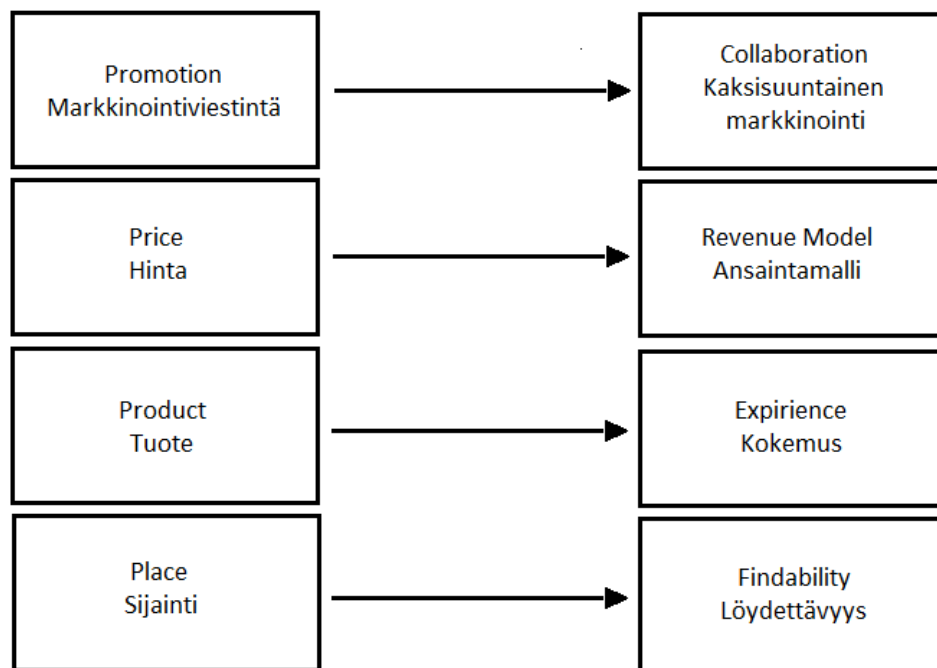 Promotion
Markkinointiviestintä
Collaboration
Kaksisuuntainen
markkinointi
Price
Hinta
Revenue Model
Ansaintamalli
Product
Tuote
Expirience
Kokemus
Place
Sijainti
Findability
Löydettävyys